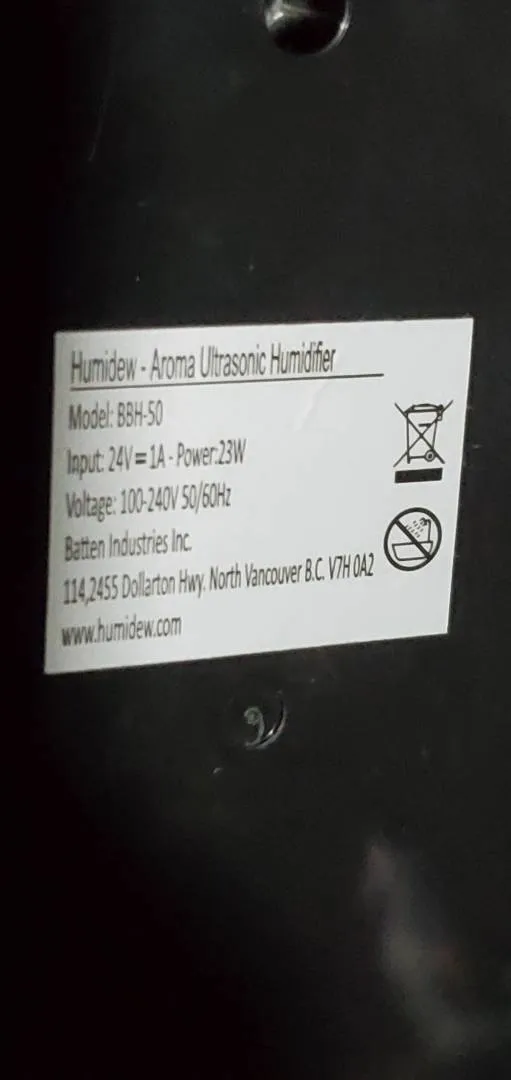 Humidew - Aroma Ultrasonic Humidifier
Model: BBH-50
Input: 24V=1A - Power:23W
Voltage: 100-240V 50/60Hz
Batten Industries Inc.
114,2455 Dollarton Hwy. North Vancouver B.C. V7H 0A2
www.humidew.com